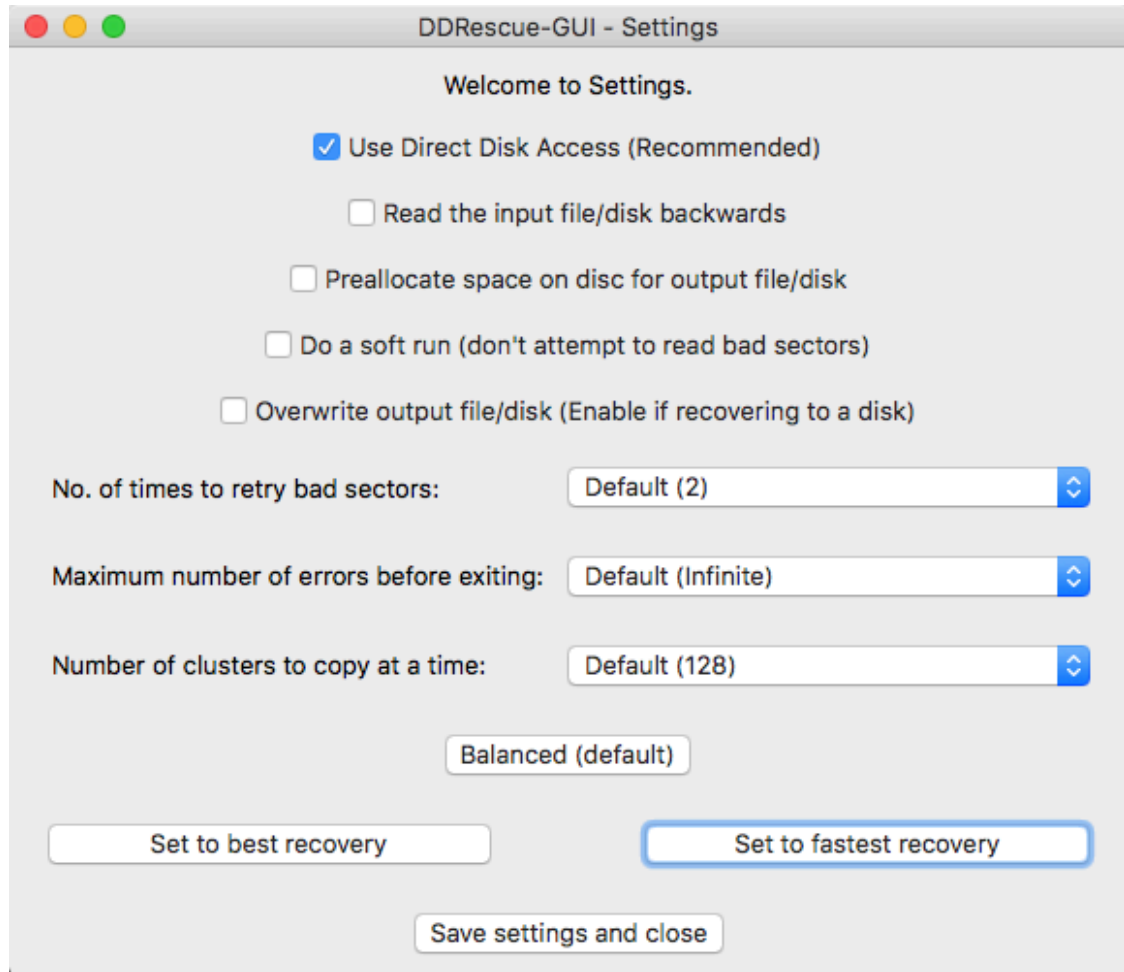 DDRescue-GUI - Settings
Welcome to Settings.
Use Direct Disk Access (Recommended)
Read the input file/disk backwards
Preallocate space on disc for output file/disk
Do a soft run (don't attempt to read bad sectors)
Overwrite output file/disk (Enable if recovering to a disk)
No. of times to retry bad sectors: Default (2)
Maximum number of errors before exiting: Default (Infinite)
Number of clusters to copy at a time: Default (128)
Balanced (default)
Set to best recovery Set to fastest recovery
Save settings and close